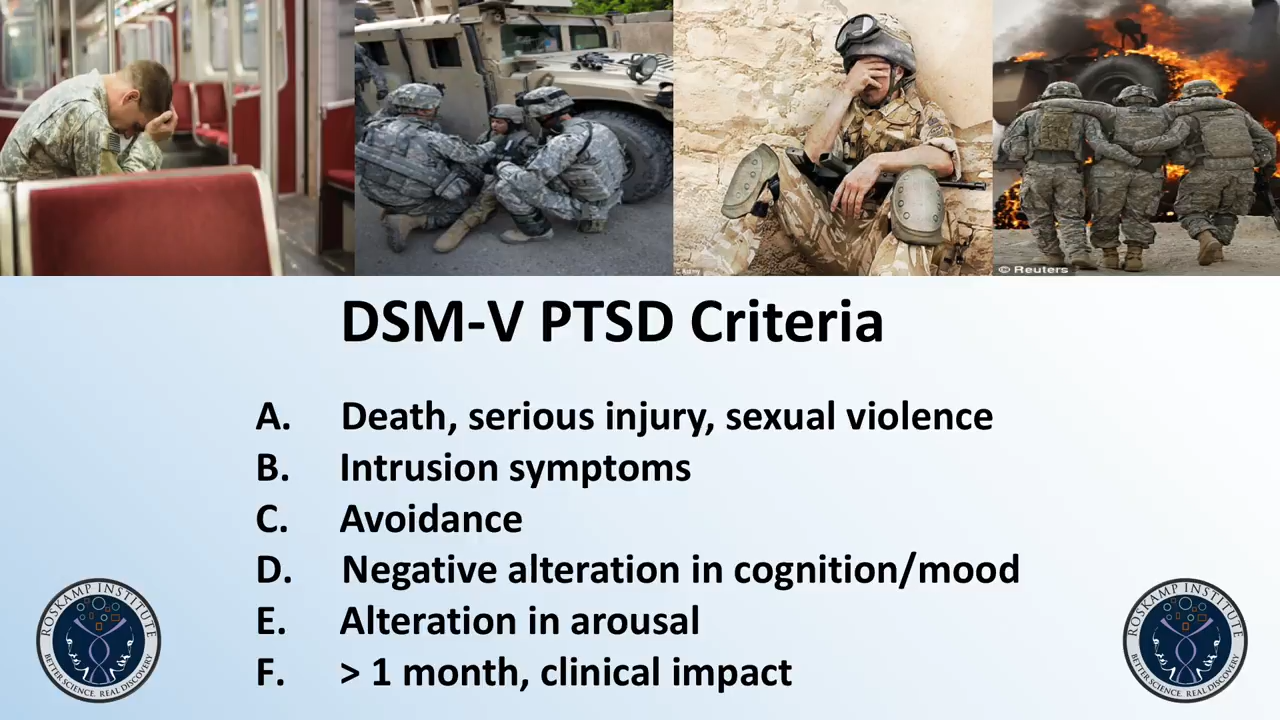 © Reuters
DSM-V PTSD Criteria
A. Death, serious injury, sexual violence
B. Intrusion symptoms
C. Avoidance
D. Negative alteration in cognition/mood
E. Alteration in arousal
F. > 1 month, clinical impact
ROSKAMP INSTITUTE
BETTER SCIENCE. REAL DISCOVERY
ROSKAMP INSTITUTE
BETTER SCIENCE. REAL DISCOVERY